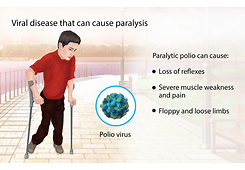 Viral disease that can cause paralysis
Paralytic polio can cause:
• Loss of reflexes
• Severe muscle weakness
and pain
• Floppy and loose limbs
Polio virus